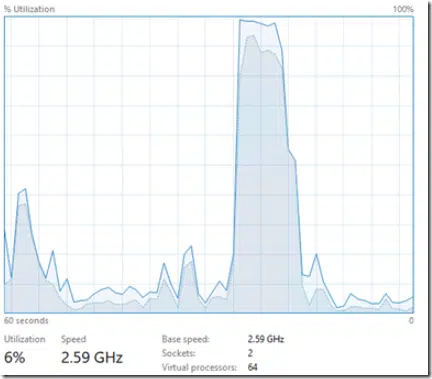 % Utilization 100%
60 seconds 0
Utilization Speed Base speed: 2.59 GHz
6% 2.59 GHz Sockets: 2
Virtual processors: 64